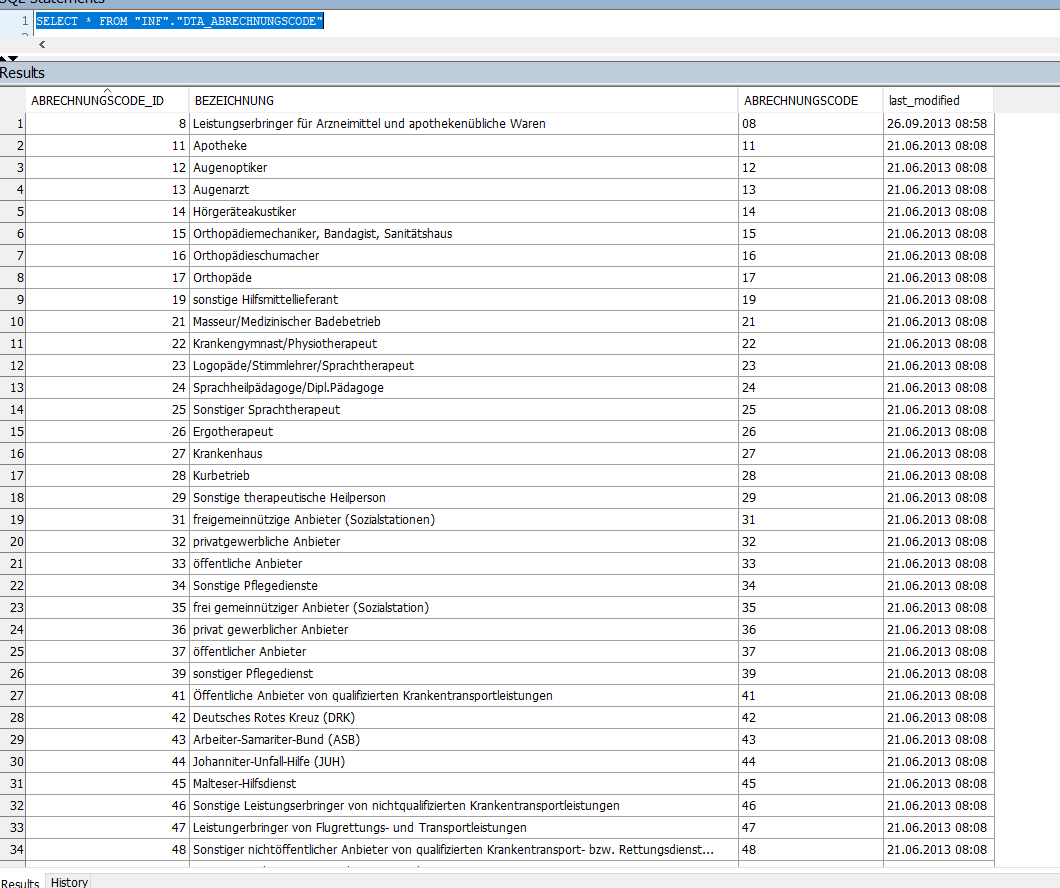 SQL Statements
1 SELECT * FROM "INF"."DTA_ABRECHNUNGSCODE"
Results
ABRECHNUNGSCODE_ID BEZEICHNUNG ABRECHNUNGSCODE last_modified
1 8 Leistungserbringer für Arzneimittel und apothekenübliche Waren 08 26.09.2013 08:58
2 11 Apotheke 11 21.06.2013 08:08
3 12 Augenoptiker 12 21.06.2013 08:08
4 13 Augenarzt 13 21.06.2013 08:08
5 14 Hörgeräteakustiker 14 21.06.2013 08:08
6 15 Orthopädiemechaniker, Bandagist, Sanitätshaus 15 21.06.2013 08:08
7 16 Orthopädieschumacher 16 21.06.2013 08:08
8 17 Orthopäde 17 21.06.2013 08:08
9 19 sonstige Hilfsmittellieferant 19 21.06.2013 08:08
10 21 Masseur/Medizinischer Badebetrieb 21 21.06.2013 08:08
11 22 Krankengymnast/Physiotherapeut 22 21.06.2013 08:08
12 23 Logopäde/Stimmlehrer/Sprachtherapeut 23 21.06.2013 08:08
13 24 Sprachheilpädagoge/Dipl.Pädagoge 24 21.06.2013 08:08
14 25 Sonstiger Sprachtherapeut 25 21.06.2013 08:08
15 26 Ergotherapeut 26 21.06.2013 08:08
16 27 Krankenhaus 27 21.06.2013 08:08
17 28 Kurbetrieb 28 21.06.2013 08:08
18 29 Sonstige therapeutische Heilperson 29 21.06.2013 08:08
19 31 freigemeinnützige Anbieter (Sozialstationen) 31 21.06.2013 08:08
20 32 privatgewerbliche Anbieter 32 21.06.2013 08:08
21 33 öffentliche Anbieter 33 21.06.2013 08:08
22 34 Sonstige Pflegedienste 34 21.06.2013 08:08
23 35 frei gemeinnütziger Anbieter (Sozialstation) 35 21.06.2013 08:08
24 36 privat gewerblicher Anbieter 36 21.06.2013 08:08
25 37 öffentlicher Anbieter 37 21.06.2013 08:08
26 39 sonstiger Pflegedienst 39 21.06.2013 08:08
27 41 Öffentliche Anbieter von qualifizierten Krankentransportleistungen 41 21.06.2013 08:08
28 42 Deutsches Rotes Kreuz (DRK) 42 21.06.2013 08:08
29 43 Arbeiter-Samariter-Bund (ASB) 43 21.06.2013 08:08
30 44 Johanniter-Unfall-Hilfe (JUH) 44 21.06.2013 08:08
31 45 Malteser-Hilfsdienst 45 21.06.2013 08:08
32 46 Sonstige Leistungserbringer von nichtqualifizierten Krankentransportleistungen 46 21.06.2013 08:08
33 47 Leistungerbringer von Flugrettungs- und Transportleistungen 47 21.06.2013 08:08
34 48 Sonstiger nichtöffentlicher Anbieter von qualifizierten Krankentransport- bzw. Rettungsdienst... 48 21.06.2013 08:08
Results History